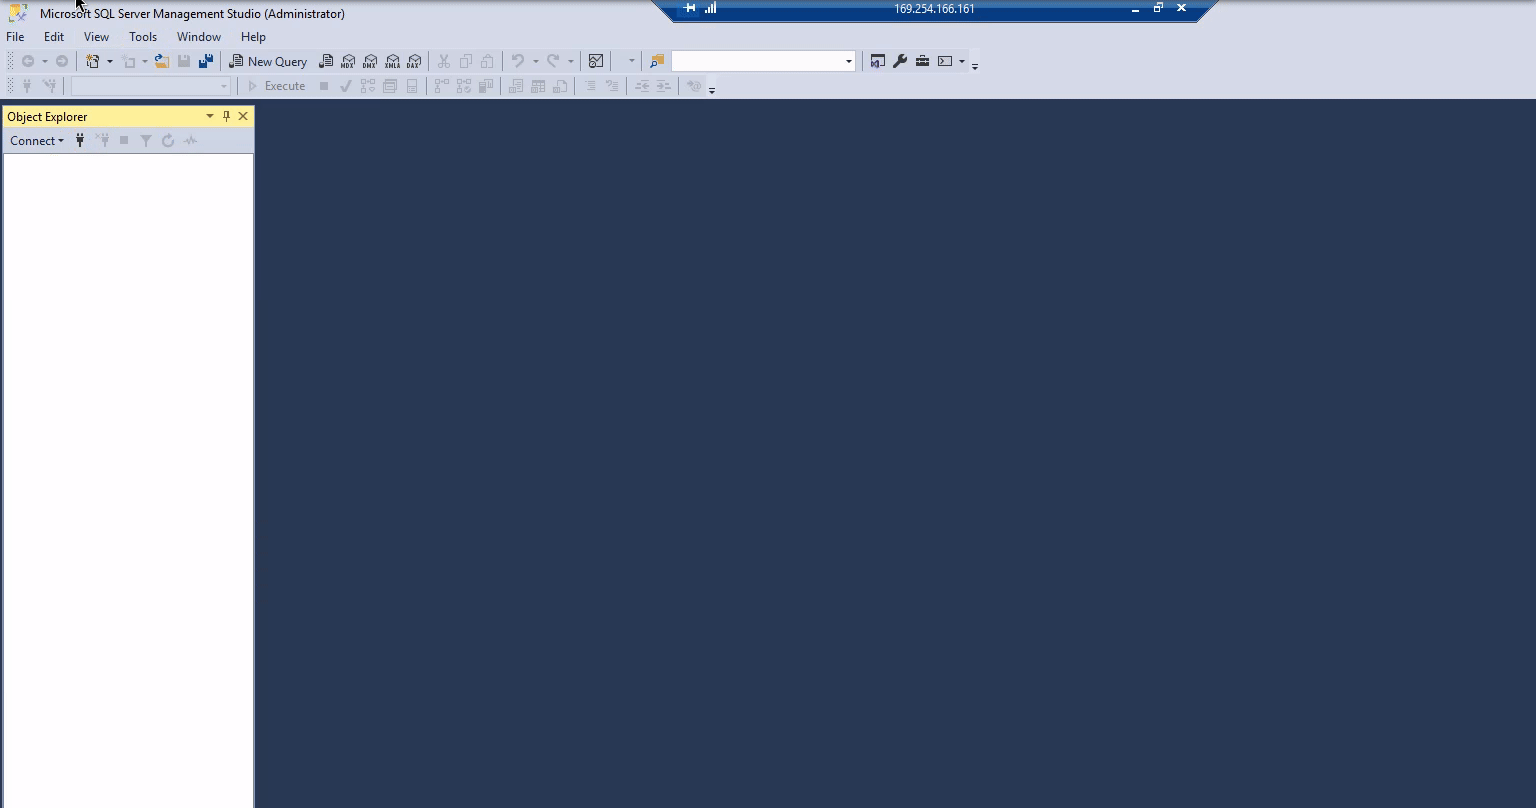 Microsoft SQL Server Management Studio (Administrator)
169.254.166.161
File Edit View Tools Window Help
New Query MDX DMX XMLA DAX
Execute
Object Explorer
Connect